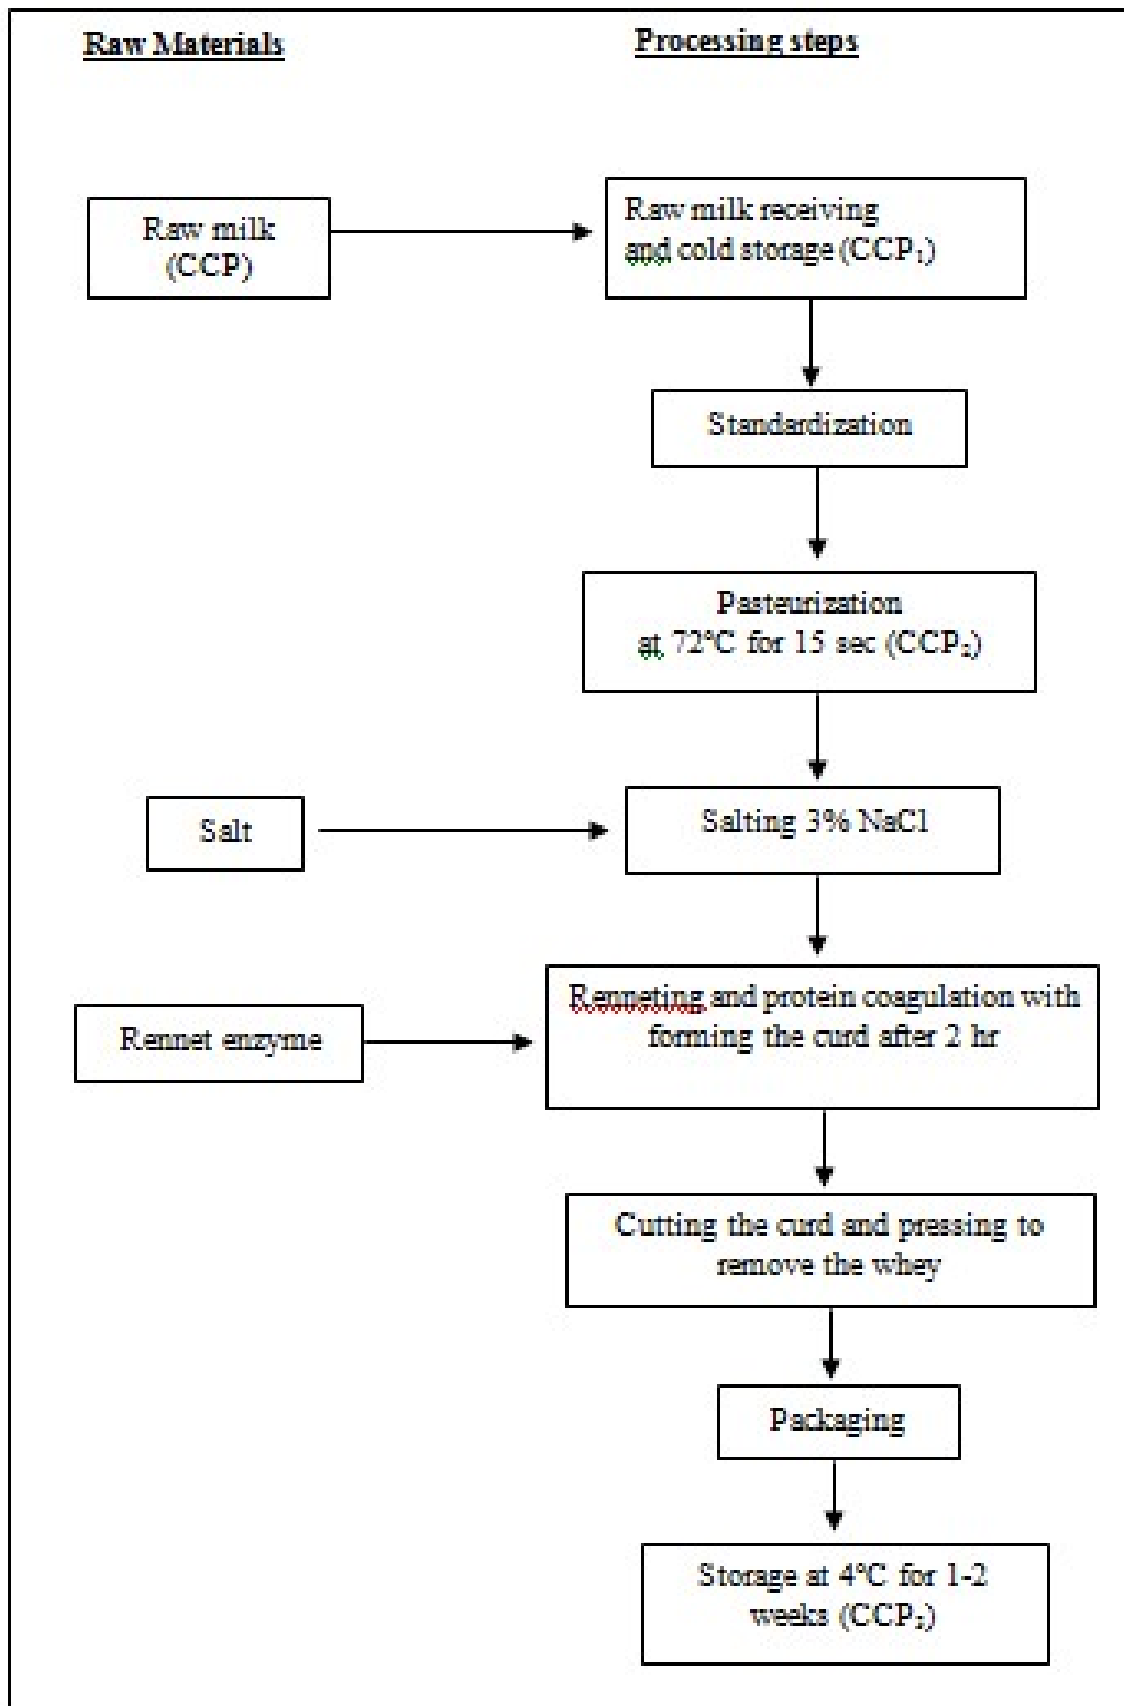 Raw Materials
Processing steps
Raw milk
(CCP)
Raw milk receiving
and cold storage (CCP₁)
Standardization
Pasteurization
at 72°C for 15 sec (CCP₂)
Salt
Salting 3% NaCl
Rennet enzyme
Renneting and protein coagulation with
forming the curd after 2 hr
Cutting the curd and pressing to
remove the whey
Packaging
Storage at 4°C for 1-2
weeks (CCP₃)